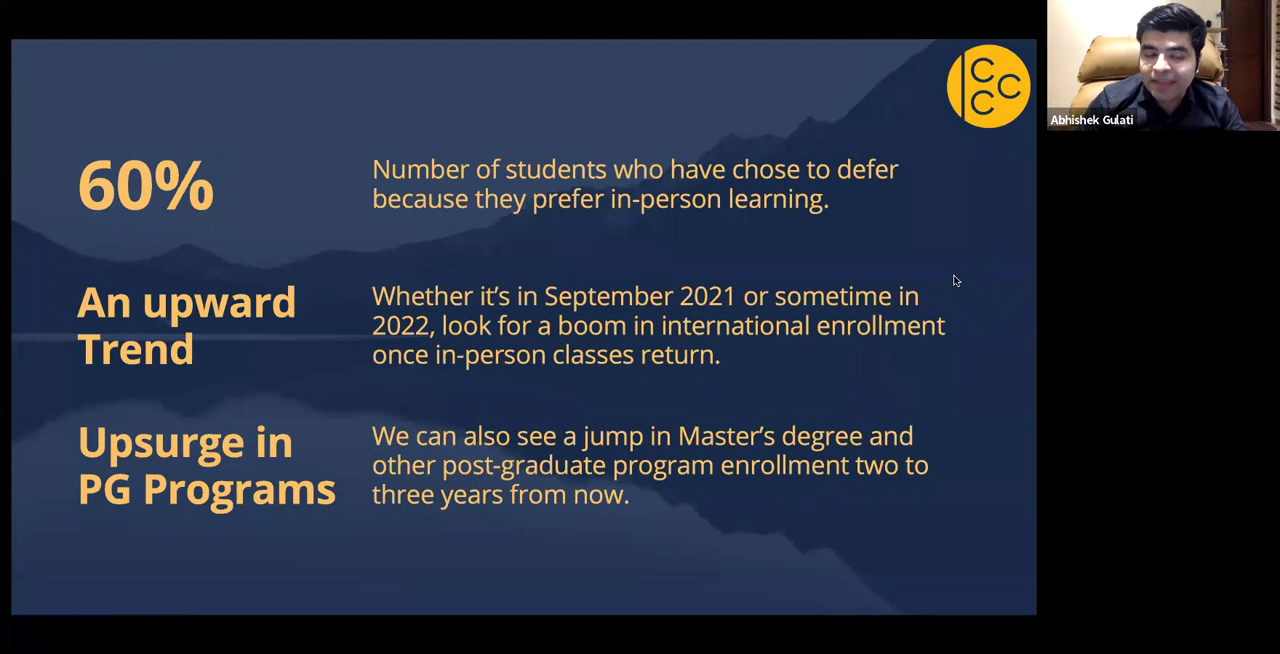 60%
Number of students who have chose to defer
because they prefer in-person learning.
An upward
Trend
Whether it's in September 2021 or sometime in
2022, look for a boom in international enrollment
once in-person classes return.
Upsurge in
PG Programs
We can also see a jump in Master's degree and
other post-graduate program enrollment two to
three years from now.
C
C
C
Abhishek Gulati